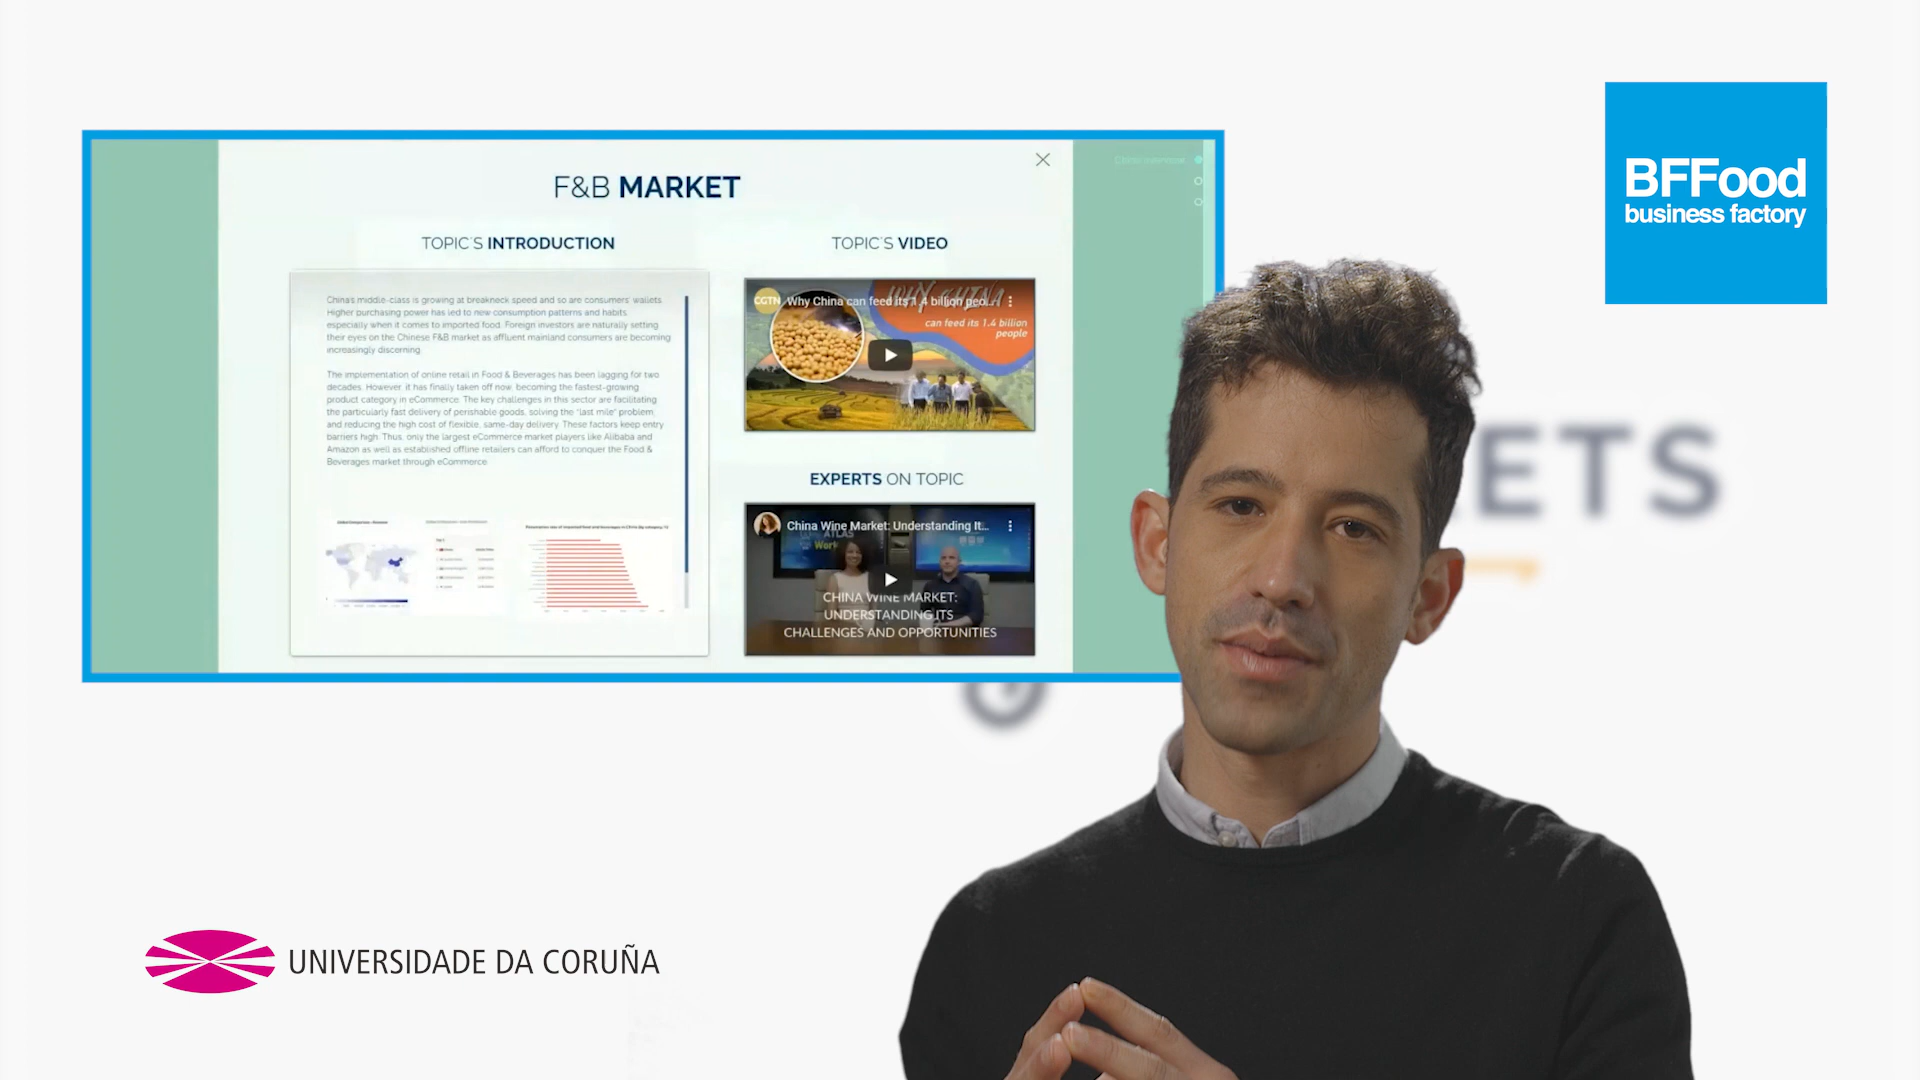 BFFood
business factory
F&B MARKET
TOPIC'S INTRODUCTION
China's middle-class is growing at breakneck speed and so are consumers' wallets.
Higher purchasing power has led to new consumption patterns and habits,
especially when it comes to imported food. Foreign investors are naturally setting
their eyes on the Chinese F&B market as affluent mainland consumers are becoming
increasingly discerning.
The implementation of online retail in Food & Beverages has been lagging for two
decades. However, it has finally taken off now, becoming the fastest-growing
product category in eCommerce. The key challenges in this sector are facilitating
the particularly fast delivery of perishable goods, solving the "last mile" problem,
and reducing the high cost of flexible, same-day delivery. These factors keep entry
barriers high. Thus, only the largest eCommerce market players like Alibaba and
Amazon as well as established offline retailers can afford to conquer the Food &
Beverages market through eCommerce.
TOPIC'S VIDEO
CGTN Why China can feed its 1.4 billion peo...
WHY CHINA
can feed its 1.4 billion
people
EXPERTS ON TOPIC
China Wine Market: Understanding It...
ATLAS
CHINA WINE MARKET:
UNDERSTANDING ITS
CHALLENGES AND OPPORTUNITIES
ETS
UNIVERSIDADE DA CORUÑA